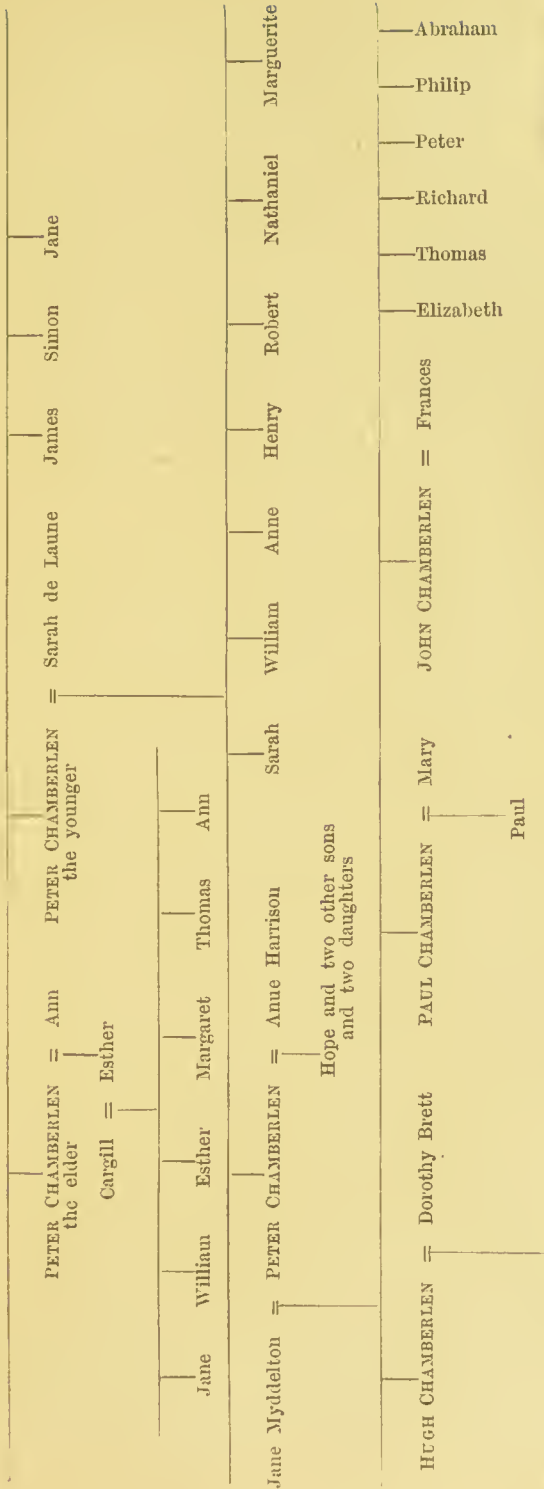 PETER CHAMBERLEN = Ann PETER CHAMBERLEN = Sarah de Laune James Simon Jane
the elder the younger
Cargill = Esther
Jane William Esther Margaret Thomas Ann
Jane Myddelton = PETER CHAMBERLEN = Anue Harrison Sarah William Anne Henry Robert Nathaniel Marguerite
Hope and two other sons
and two daughters
HUGH CHAMBERLEN = Dorothy Brett PAUL CHAMBERLEN = Mary JOHN CHAMBERLEN = Frances
Elizabeth
Thomas
Richard
Peter
Philip
Abraham
Paul